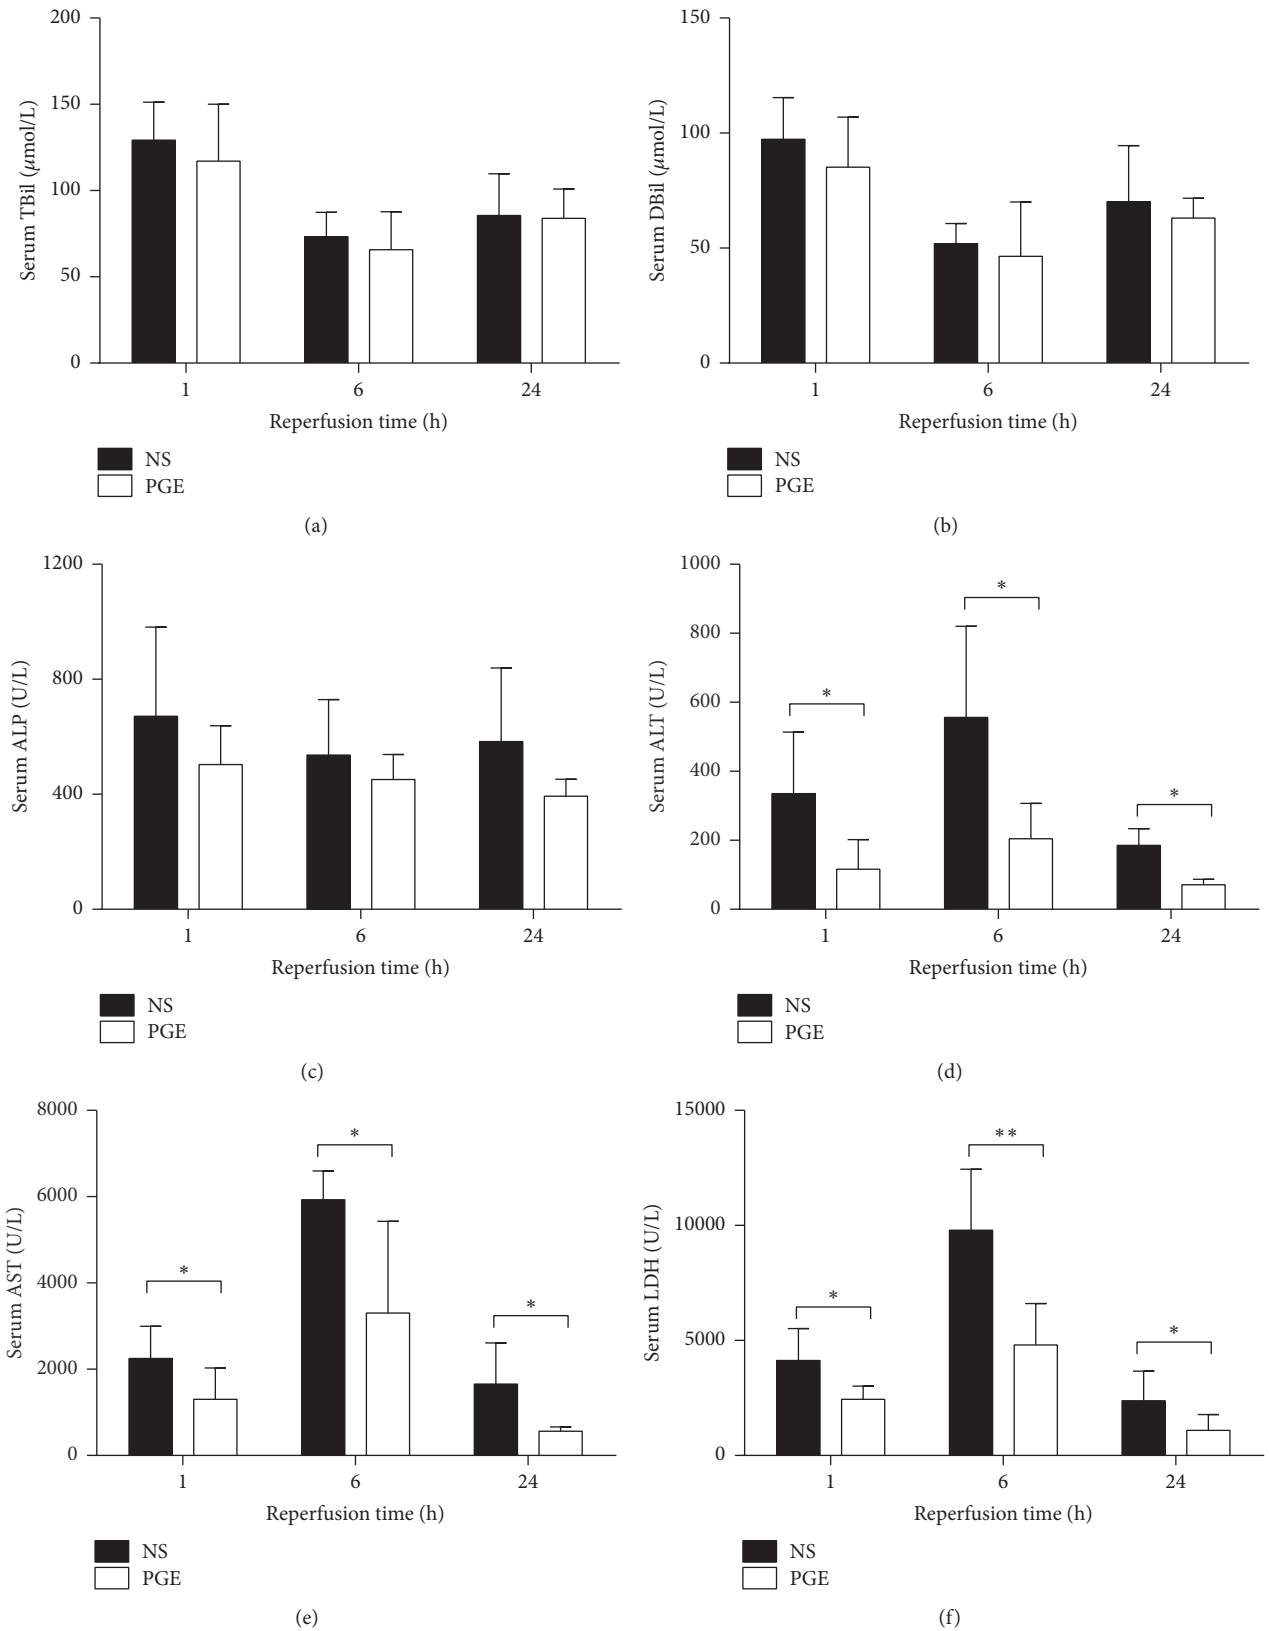 200
150
100
50
0
Serum TBil (μmol/L)
1 6 24
Reperfusion time (h)
NS
PGE
(a)
150
100
50
0
Serum DBil (μmol/L)
1 6 24
Reperfusion time (h)
NS
PGE
(b)
1200
800
400
0
Serum ALP (U/L)
1 6 24
Reperfusion time (h)
NS
PGE
(c)
1000
800
600
400
200
0
Serum ALT (U/L)
*
*
*
1 6 24
Reperfusion time (h)
NS
PGE
(d)
8000
6000
4000
2000
0
Serum AST (U/L)
*
*
*
1 6 24
Reperfusion time (h)
NS
PGE
(e)
15000
10000
5000
0
Serum LDH (U/L)
*
**
*
1 6 24
Reperfusion time (h)
NS
PGE
(f)